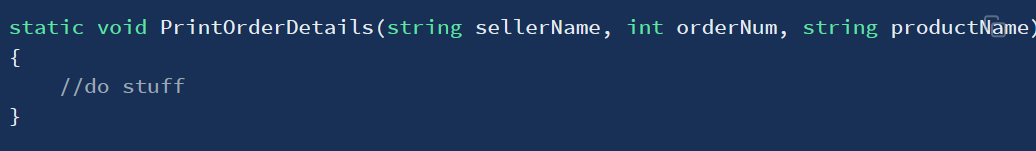 static void PrintOrderDetails(string sellerName, int orderNum, string productName)
{
    //do stuff
}